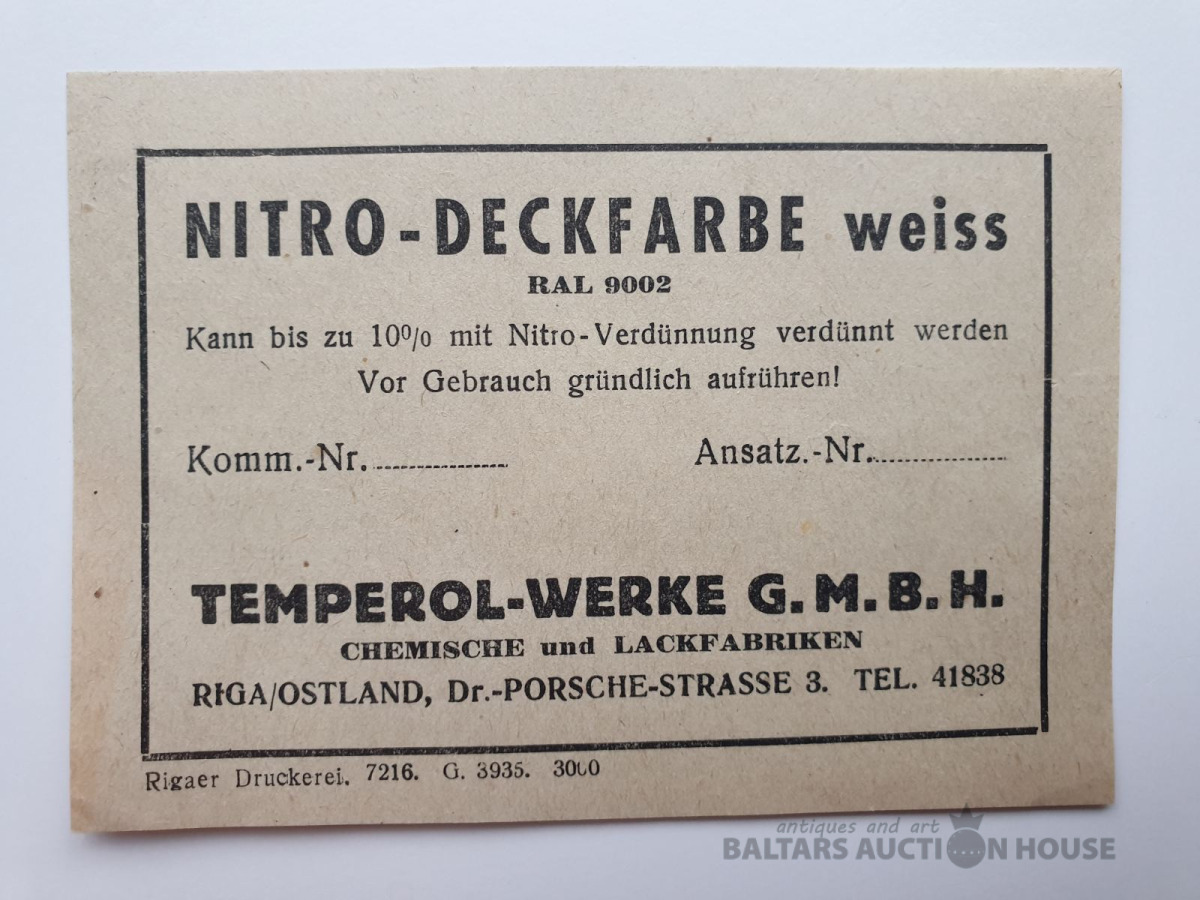 NITRO-DECKFARBE weiss
RAL 9002
Kann bis zu 10% mit Nitro-Verdünnung verdünnt werden
Vor Gebrauch gründlich aufrühren!
Komm.-Nr. ................ Ansatz.-Nr. ................
TEMPEROL-WERKE G.M.B.H.
CHEMISCHE und LACKFABRIKEN
RIGA/OSTLAND, Dr.-PORSCHE-STRASSE 3. TEL. 41838
Rigaer Druckerei. 7216. G. 3935. 3000
antiques and art
BALTARS AUCTION HOUSE